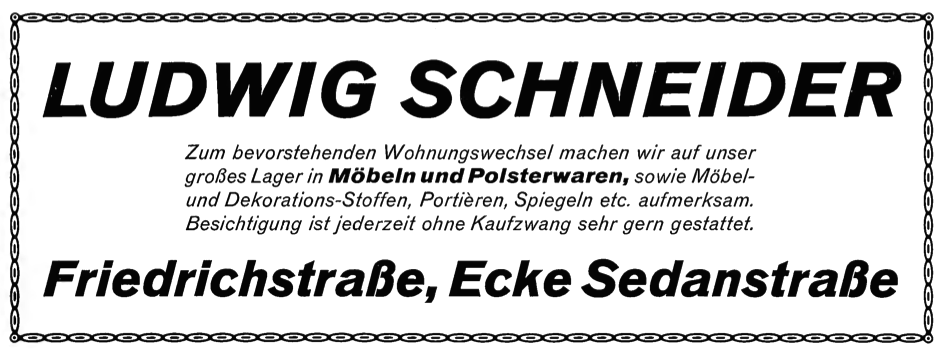 LUDWIG SCHNEIDER
Zum bevorstehenden Wohnungswechsel machen wir auf unser
großes Lager in Möbeln und Polsterwaren, sowie Möbel-
und Dekorations-Stoffen, Portièren, Spiegeln etc. aufmerksam.
Besichtigung ist jederzeit ohne Kaufzwang sehr gern gestattet.
Friedrichstraße, Ecke Sedanstraße